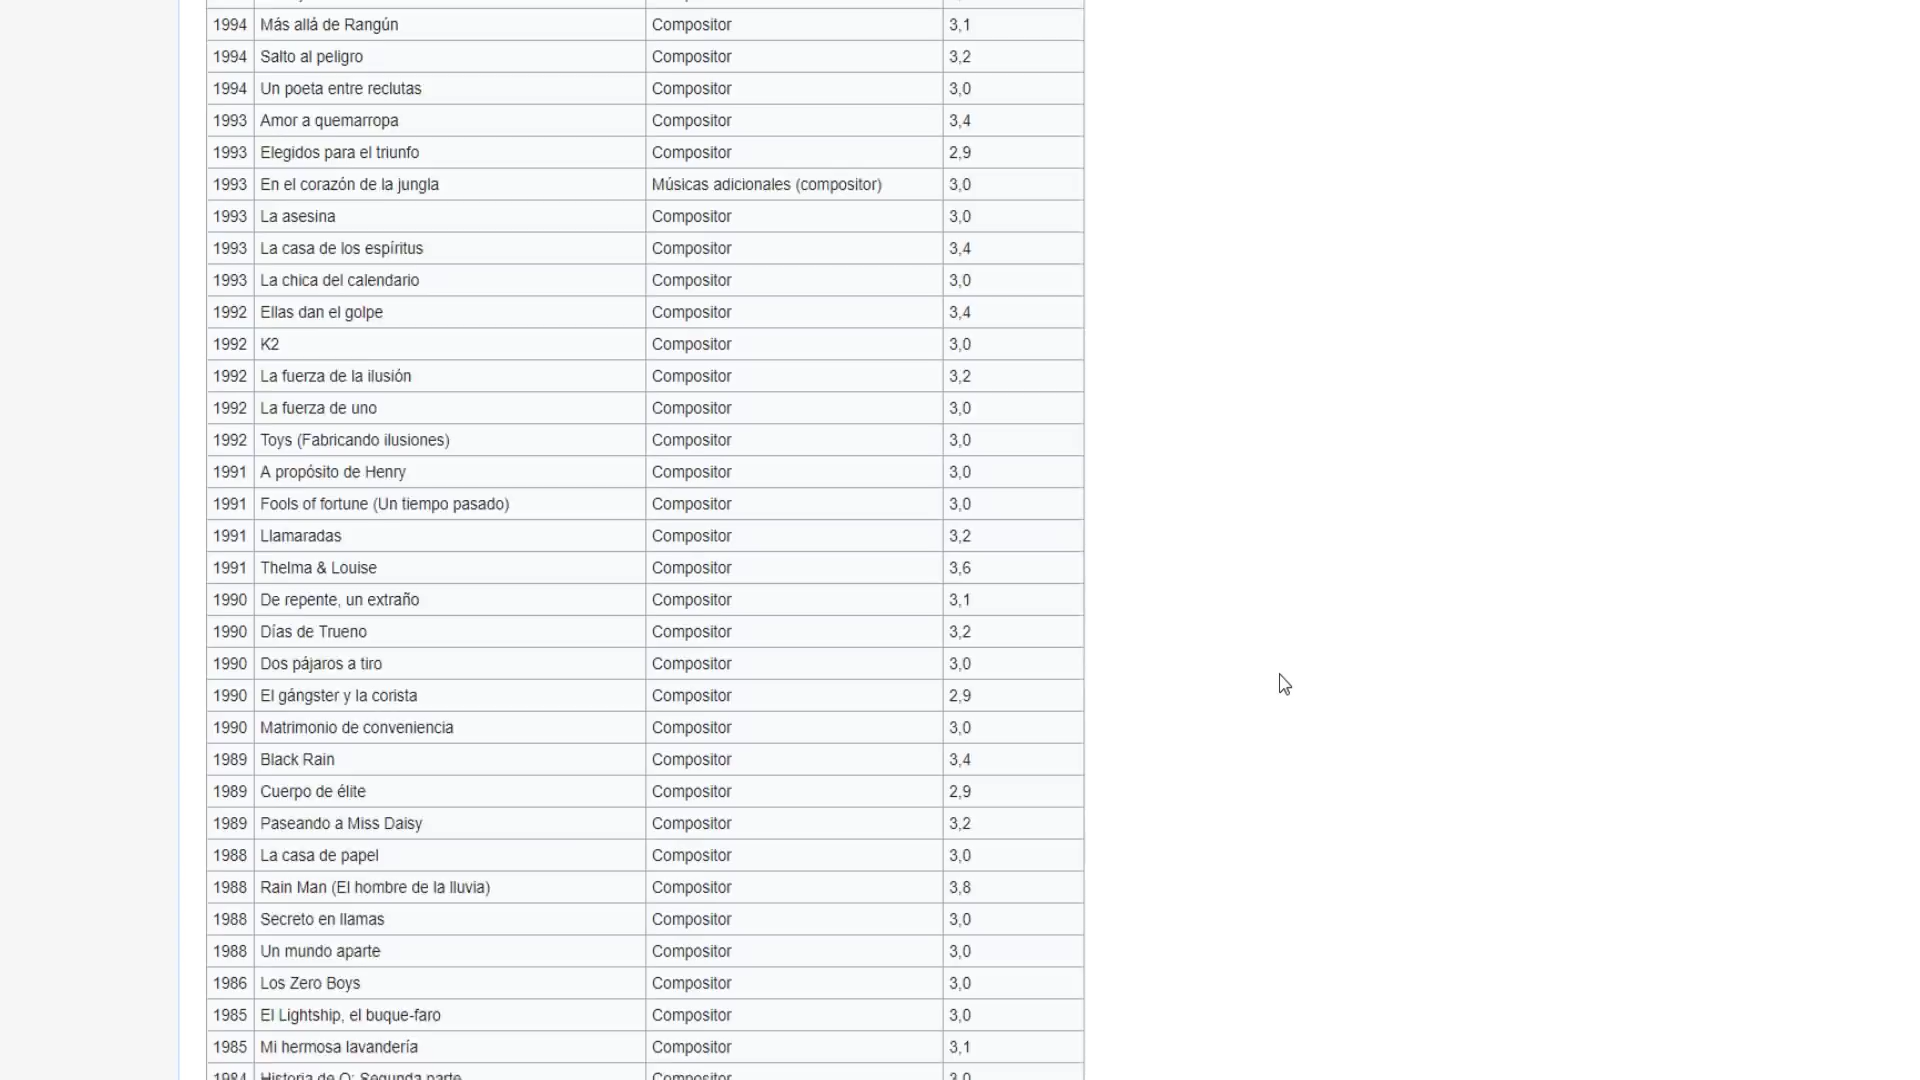 1994 Más allá de Rangún Compositor 3,1
1994 Salto al peligro Compositor 3,2
1994 Un poeta entre reclutas Compositor 3,0
1993 Amor a quemarropa Compositor 3,4
1993 Elegidos para el triunfo Compositor 2,9
1993 En el corazón de la jungla Músicas adicionales (compositor) 3,0
1993 La asesina Compositor 3,0
1993 La casa de los espíritus Compositor 3,4
1993 La chica del calendario Compositor 3,0
1992 Ellas dan el golpe Compositor 3,4
1992 K2 Compositor 3,0
1992 La fuerza de la ilusión Compositor 3,2
1992 La fuerza de uno Compositor 3,0
1992 Toys (Fabricando ilusiones) Compositor 3,0
1991 A propósito de Henry Compositor 3,0
1991 Fools of fortune (Un tiempo pasado) Compositor 3,0
1991 Llamaradas Compositor 3,2
1991 Thelma & Louise Compositor 3,6
1990 De repente, un extraño Compositor 3,1
1990 Días de Trueno Compositor 3,2
1990 Dos pájaros a tiro Compositor 3,0
1990 El gángster y la corista Compositor 2,9
1990 Matrimonio de conveniencia Compositor 3,0
1989 Black Rain Compositor 3,4
1989 Cuerpo de élite Compositor 2,9
1989 Paseando a Miss Daisy Compositor 3,2
1988 La casa de papel Compositor 3,0
1988 Rain Man (El hombre de la lluvia) Compositor 3,8
1988 Secreto en llamas Compositor 3,0
1988 Un mundo aparte Compositor 3,0
1986 Los Zero Boys Compositor 3,0
1985 El Lightship, el buque-faro Compositor 3,0
1985 Mi hermosa lavandería Compositor 3,1
1984 Historia de O: Segunda parte Compositor 3,0